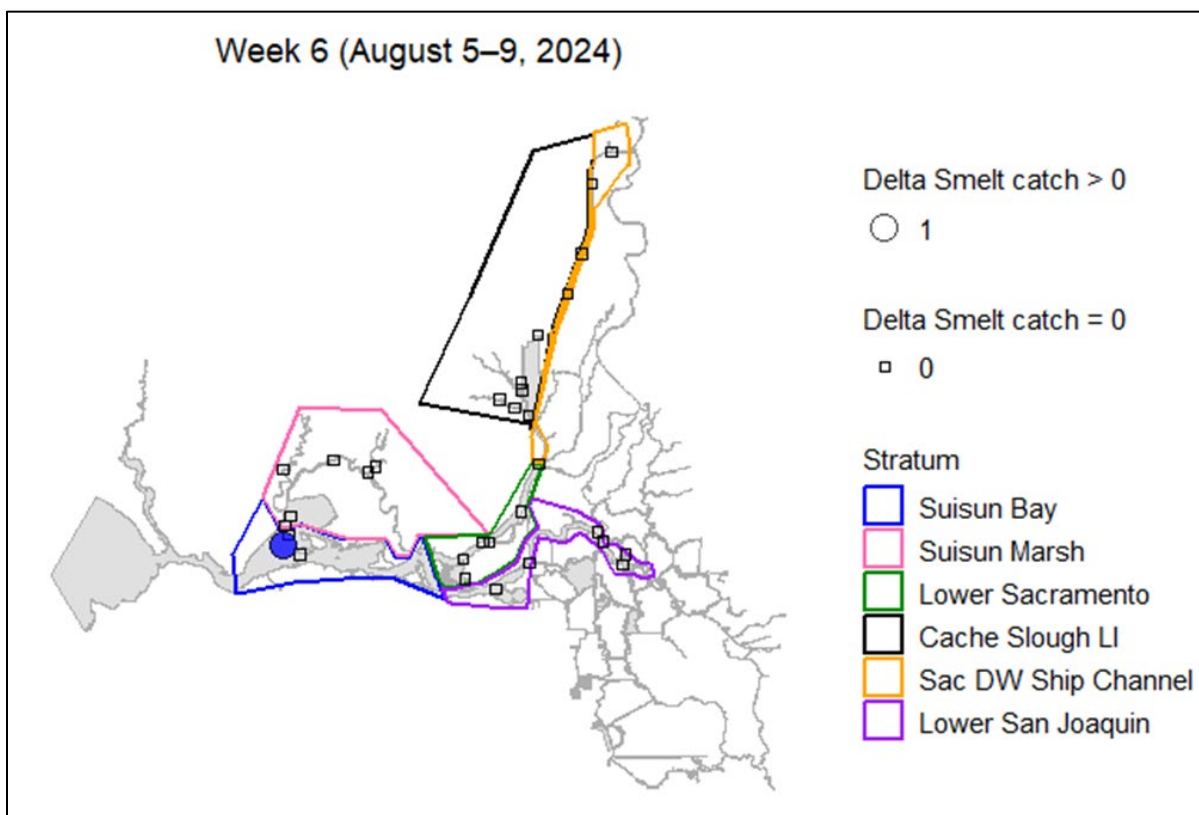 Week 6 (August 5–9, 2024)
Delta Smelt catch > 0
1
Delta Smelt catch = 0
0
Stratum
Suisun Bay
Suisun Marsh
Lower Sacramento
Cache Slough LI
Sac DW Ship Channel
Lower San Joaquin